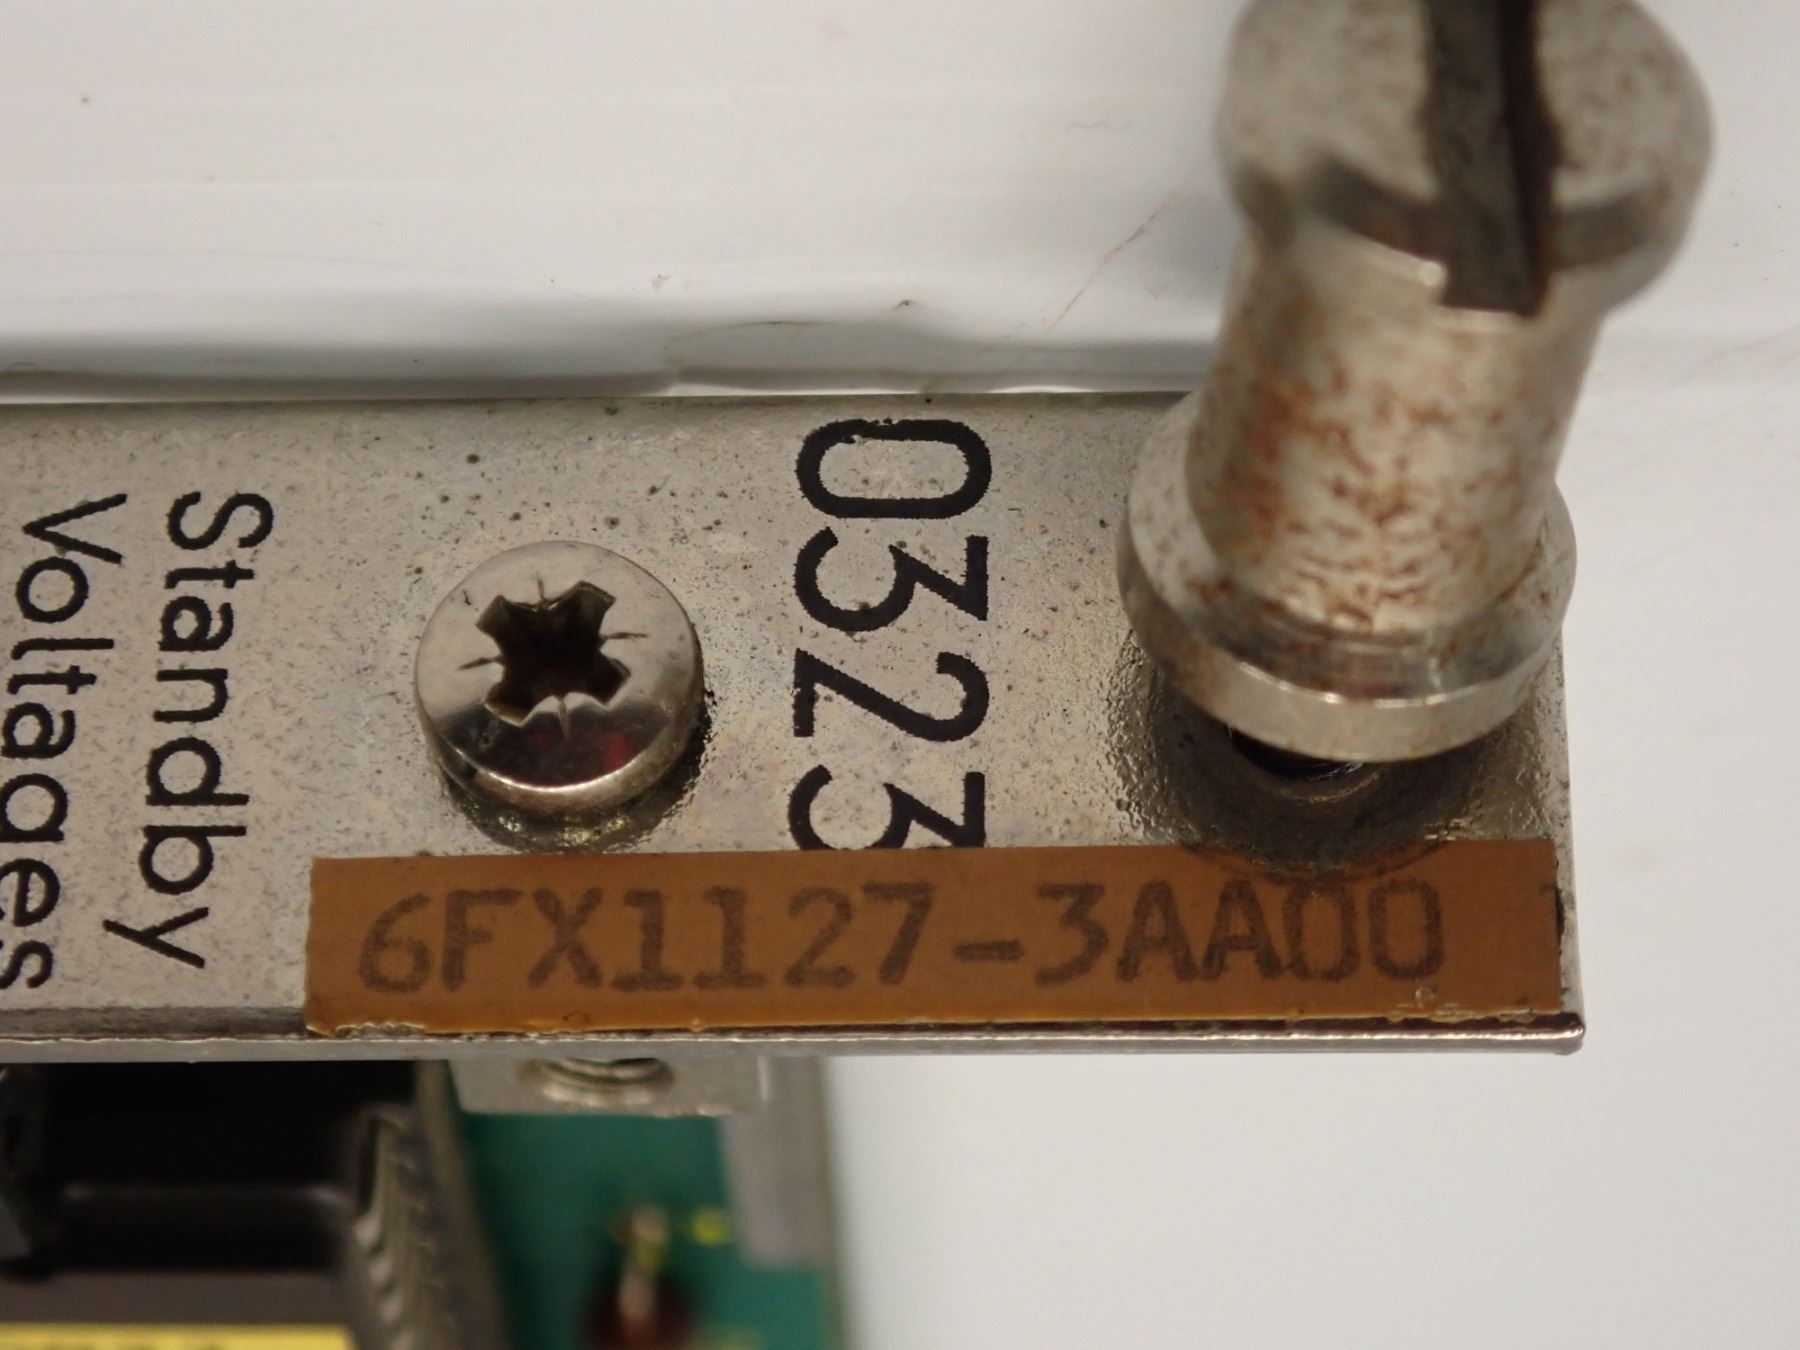 Standby
Voltages
0323
6FX1127-3AA00